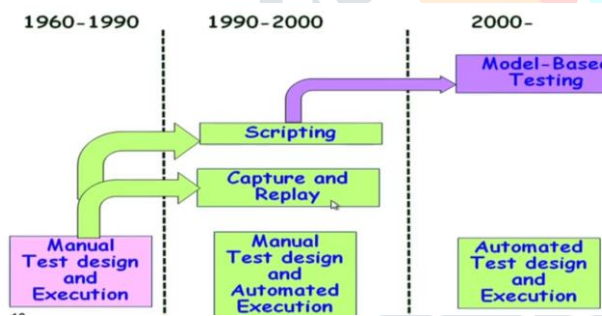 1960-1990 1990-2000 2000-
Model-Based
Testing
Scripting
Capture and
Replay
Manual
Test design
and
Execution
Manual
Test design
and
Automated
Execution
Automated
Test design
and
Execution